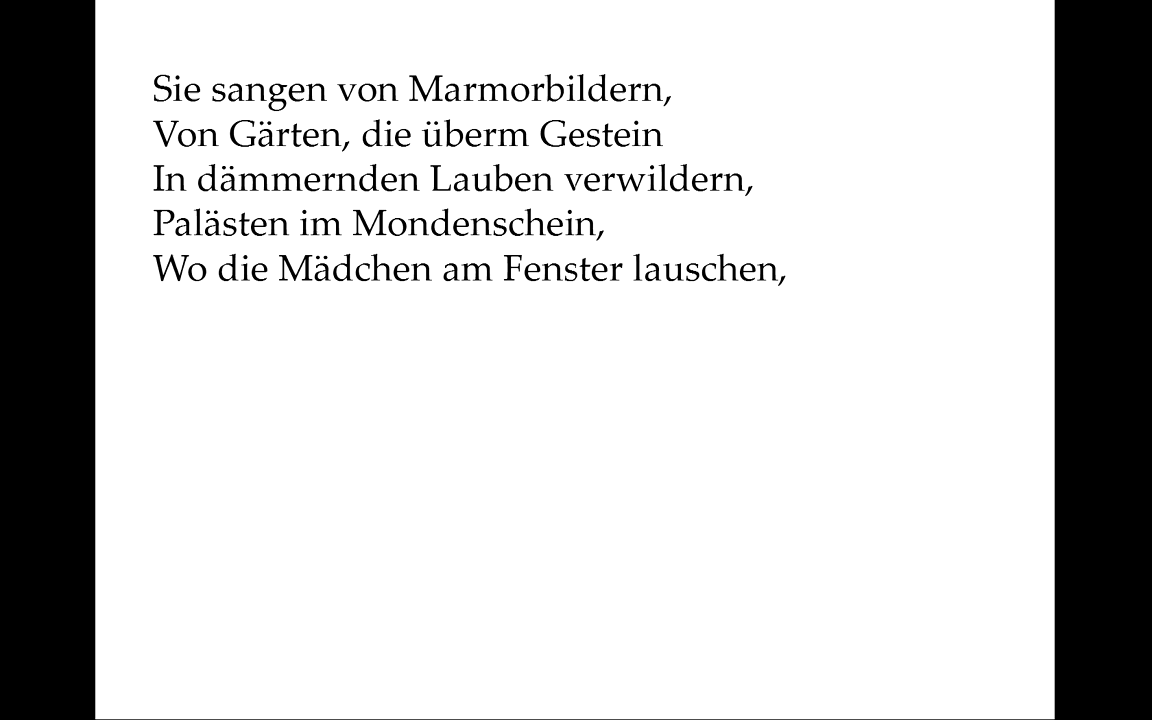 Sie sangen von Marmorbildern,
Von Gärten, die überm Gestein
In dämmernden Lauben verwildern,
Palästen im Mondenschein,
Wo die Mädchen am Fenster lauschen,